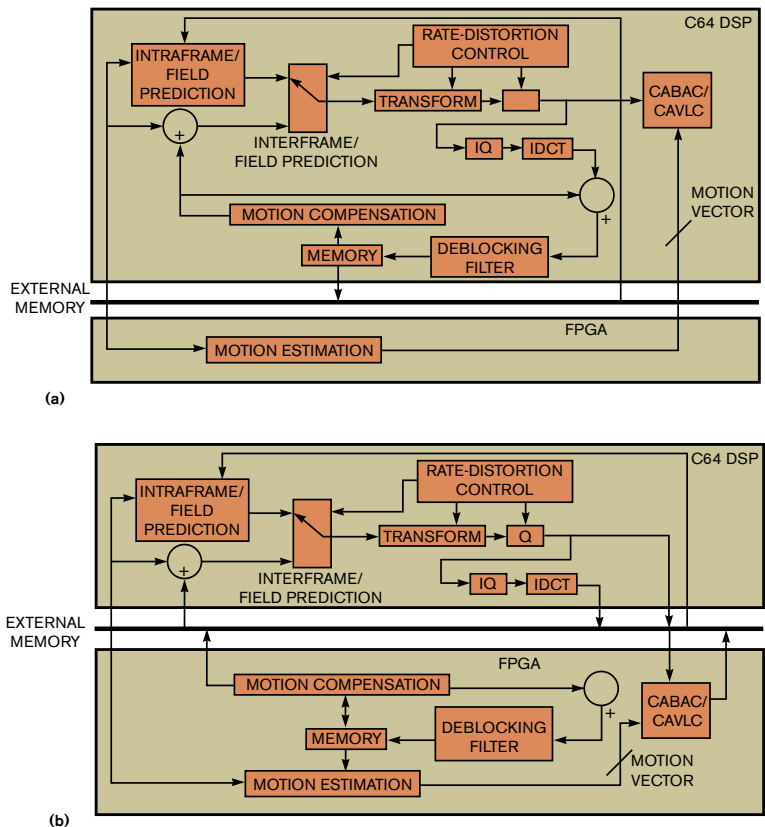 C64 DSP
RATE-DISTORTION
CONTROL
INTRAFRAME/
FIELD
PREDICTION
TRANSFORM
CABAC/
CAVLC
+
INTERFRAME/
FIELD PREDICTION
IQ
IDCT
+
MOTION
VECTOR
MOTION COMPENSATION
MEMORY
DEBLOCKING
FILTER
EXTERNAL
MEMORY
FPGA
MOTION ESTIMATION
(a)
C64 DSP
RATE-DISTORTION
CONTROL
INTRAFRAME/
FIELD
PREDICTION
TRANSFORM
Q
+
INTERFRAME/
FIELD PREDICTION
IQ
IDCT
EXTERNAL
MEMORY
FPGA
MOTION COMPENSATION
+
CABAC/
CAVLC
MEMORY
DEBLOCKING
FILTER
MOTION
VECTOR
MOTION ESTIMATION
(b)